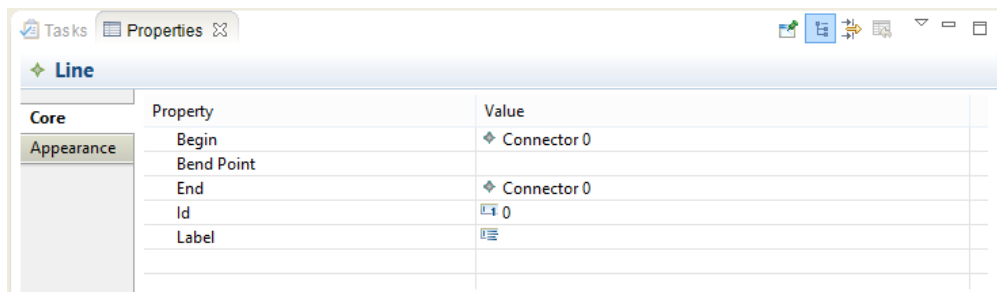 Tasks Properties
Line
Core
Appearance
Property Value
Begin Connector 0
Bend Point
End Connector 0
Id 0
Label